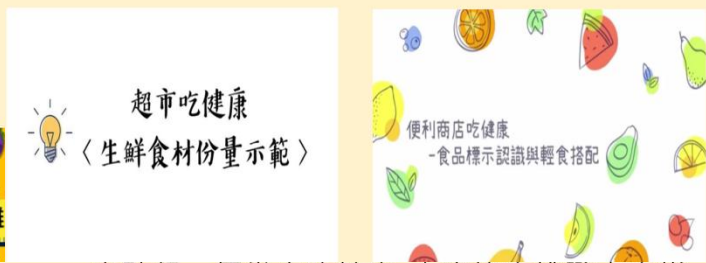 超市吃健康
〈生鮮食材份量示範〉
便利商店吃健康
-食品標示認識與輕食搭配